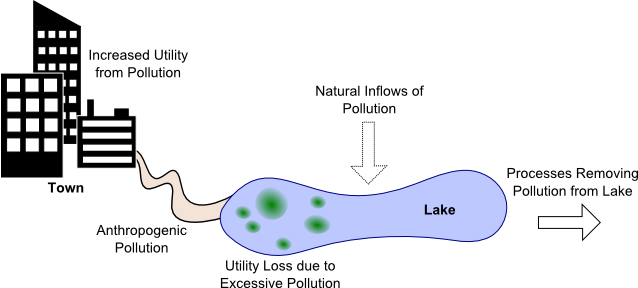 Increased Utility
from Pollution
Town
Anthropogenic
Pollution
Natural Inflows of
Pollution
Lake
Utility Loss due to
Excessive Pollution
Processes Removing
Pollution from Lake